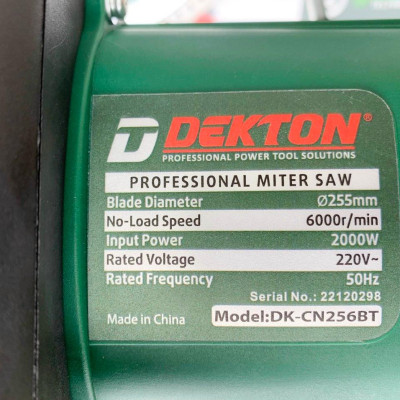 DEKTON®
PROFESSIONAL POWER TOOL SOLUTIONS
PROFESSIONAL MITER SAW
Blade Diameter Ø255mm
No-Load Speed 6000r/min
Input Power 2000W
Rated Voltage 220V~
Rated Frequency 50Hz
Serial No.: 22120298
Made in China Model:DK-CN256BT